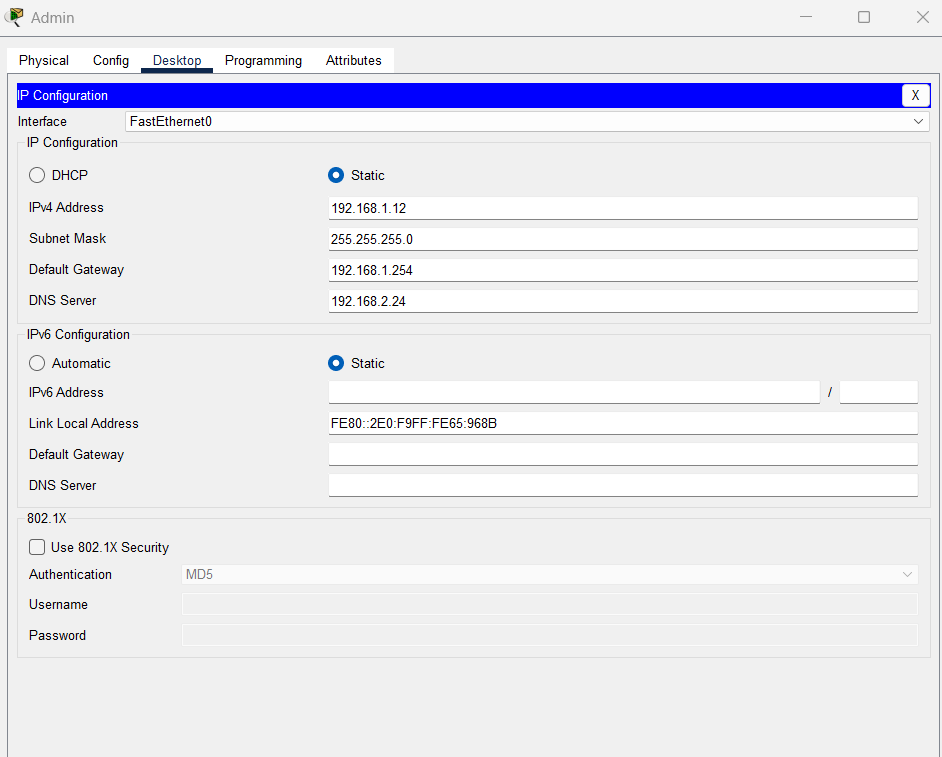 Admin
Physical Config Desktop Programming Attributes
IP Configuration X
Interface FastEthernet0
IP Configuration
DHCP Static
IPv4 Address 192.168.1.12
Subnet Mask 255.255.255.0
Default Gateway 192.168.1.254
DNS Server 192.168.2.24
IPv6 Configuration
Automatic Static
IPv6 Address /
Link Local Address FE80::2E0:F9FF:FE65:968B
Default Gateway
DNS Server
802.1X
Use 802.1X Security
Authentication MD5
Username
Password